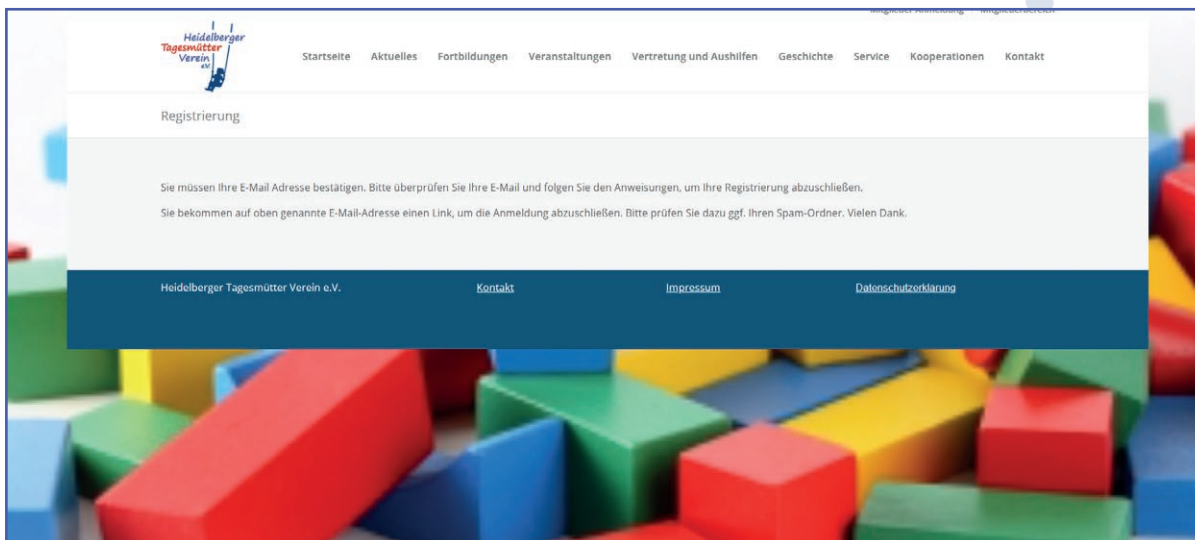 Mitglieder Anmeldung Mitgliederbereich
Heidelberger
Tagesmütter
Verein
e.V.
Startseite Aktuelles Fortbildungen Veranstaltungen Vertretung und Aushilfen Geschichte Service Kooperationen Kontakt
Registrierung
Sie müssen Ihre E-Mail Adresse bestätigen. Bitte überprüfen Sie Ihre E-Mail und folgen Sie den Anweisungen, um Ihre Registrierung abzuschließen.
Sie bekommen auf oben genannte E-Mail-Adresse einen Link, um die Anmeldung abzuschließen. Bitte prüfen Sie dazu ggf. Ihren Spam-Ordner. Vielen Dank.
Heidelberger Tagesmütter Verein e.V. Kontakt Impressum Datenschutzerklärung